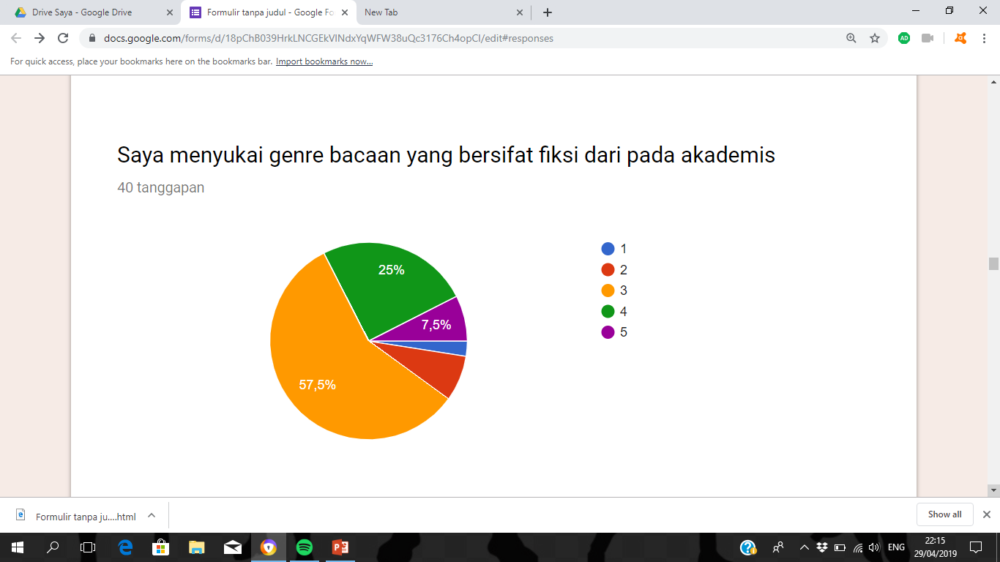 Drive Saya - Google Drive
Formulir tanpa judul - Google Fo
New Tab
docs.google.com/forms/d/18pChB039HrkLNCGEkVINdxYqWFW38uQc3176Ch4opCI/edit#responses
AD
For quick access, place your bookmarks here on the bookmarks bar. Import bookmarks now...
Saya menyukai genre bacaan yang bersifat fiksi dari pada akademis
40 tanggapan
25%
7,5%
57,5%
1
2
3
4
5
Formulir tanpa ju....html
Show all
ENG
22:15
29/04/2019